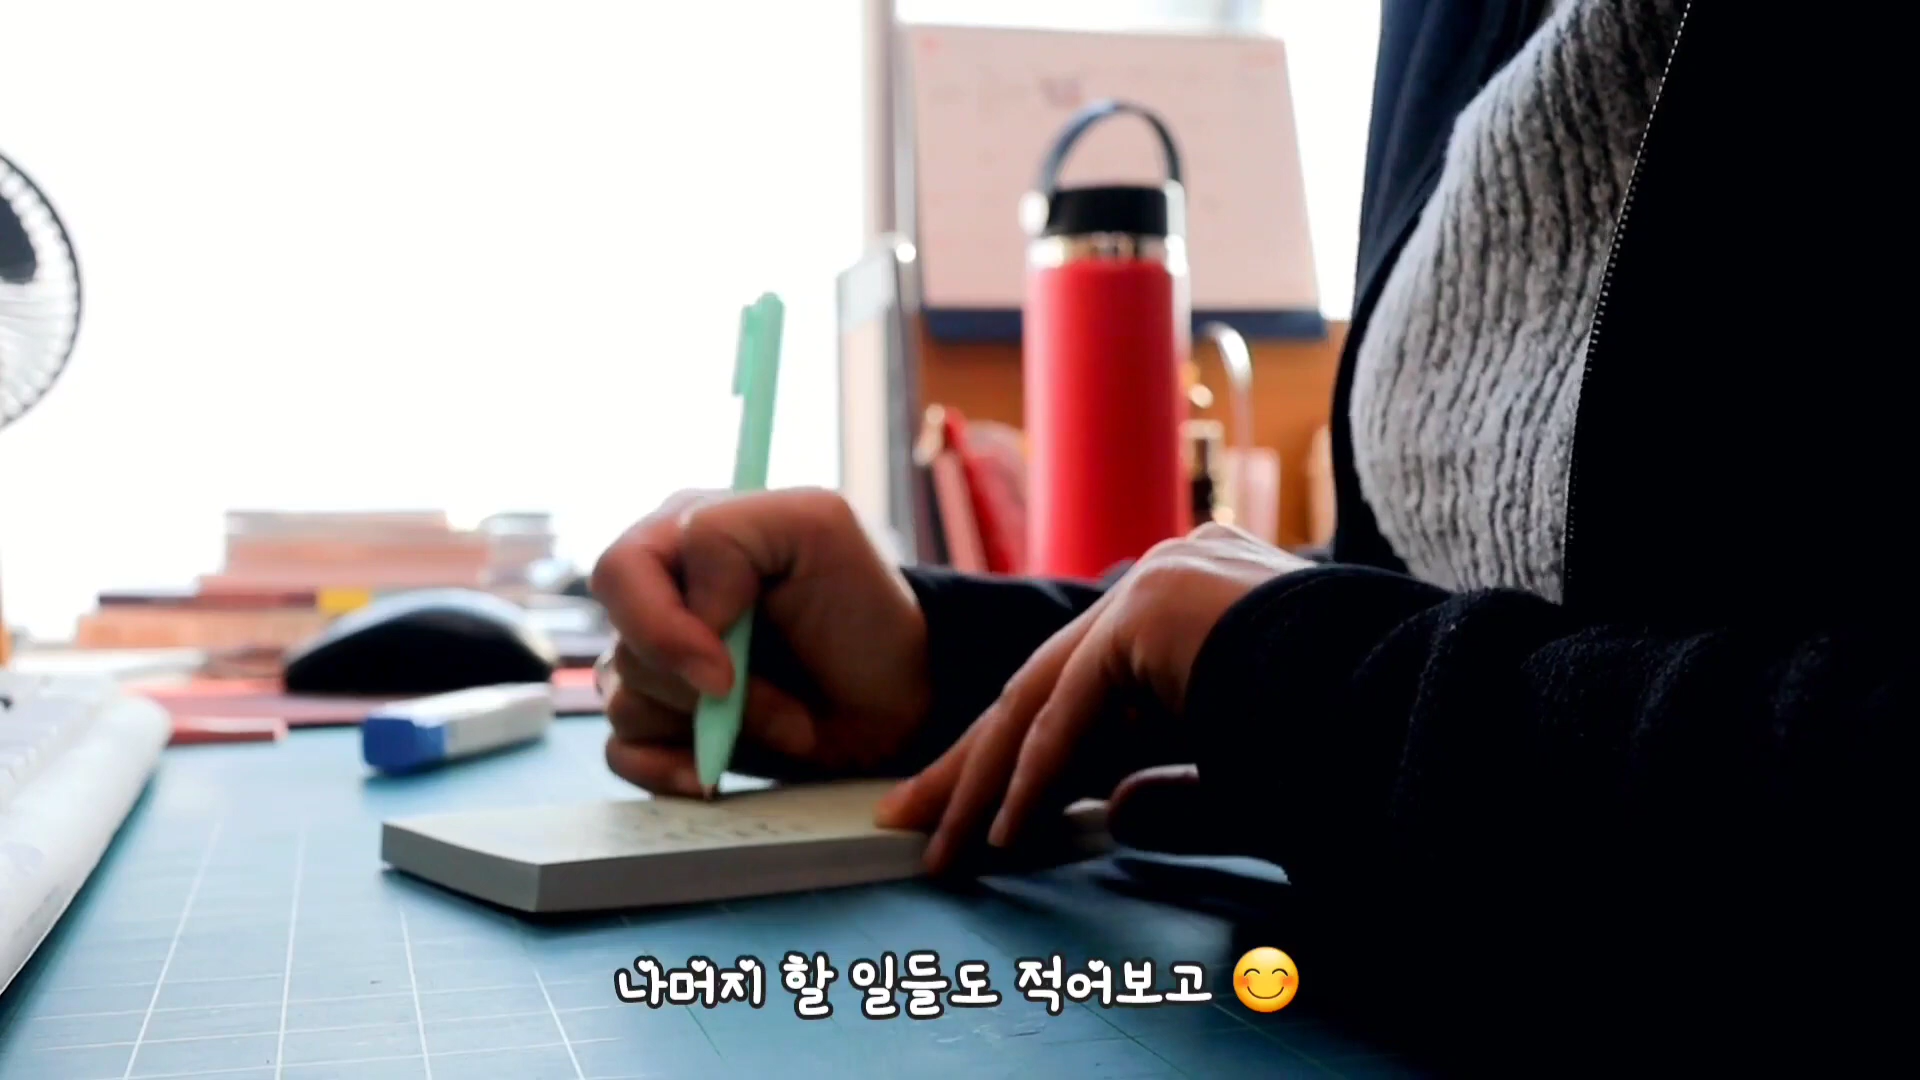 나머지 할 일들도 적어보고 😊